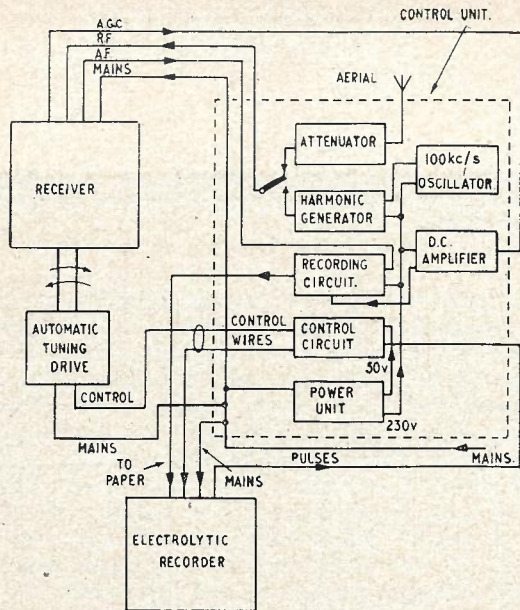 CONTROL UNIT.
A.G.C
R.F
A.F
MAINS
AERIAL
ATTENUATOR
100kc/s
OSCILLATOR
RECEIVER
HARMONIC
GENERATOR
D.C.
AMPLIFIER
RECORDING
CIRCUIT.
AUTOMATIC
TUNING
DRIVE
CONTROL
WIRES
CONTROL
CIRCUIT
50v
CONTROL
POWER
UNIT
230v
MAINS
TO
PAPER
MAINS
PULSES
MAINS.
ELECTROLYTIC
RECORDER